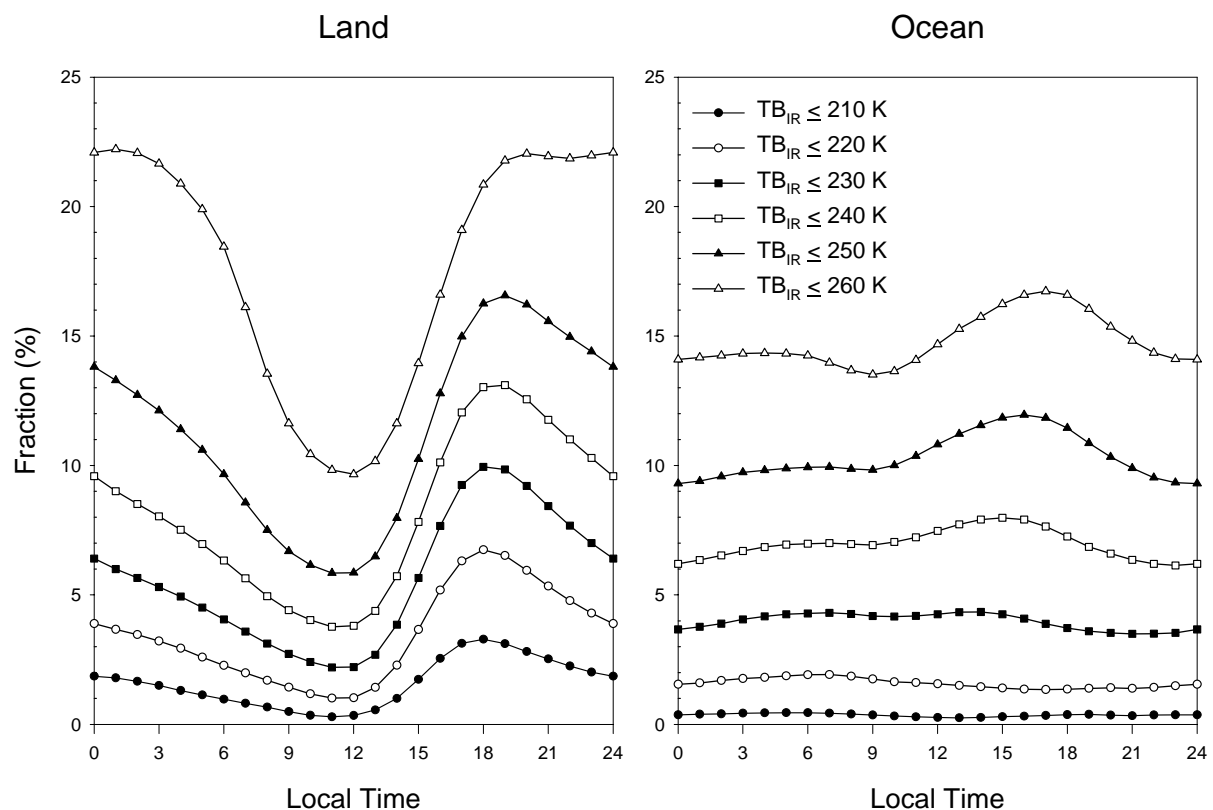 Land
Ocean
25
20
15
10
5
0
Fraction (%)
0 3 6 9 12 15 18 21 24
Local Time
25
20
15
10
5
0
TB_IR ≤ 210 K
TB_IR ≤ 220 K
TB_IR ≤ 230 K
TB_IR ≤ 240 K
TB_IR ≤ 250 K
TB_IR ≤ 260 K
0 3 6 9 12 15 18 21 24
Local Time